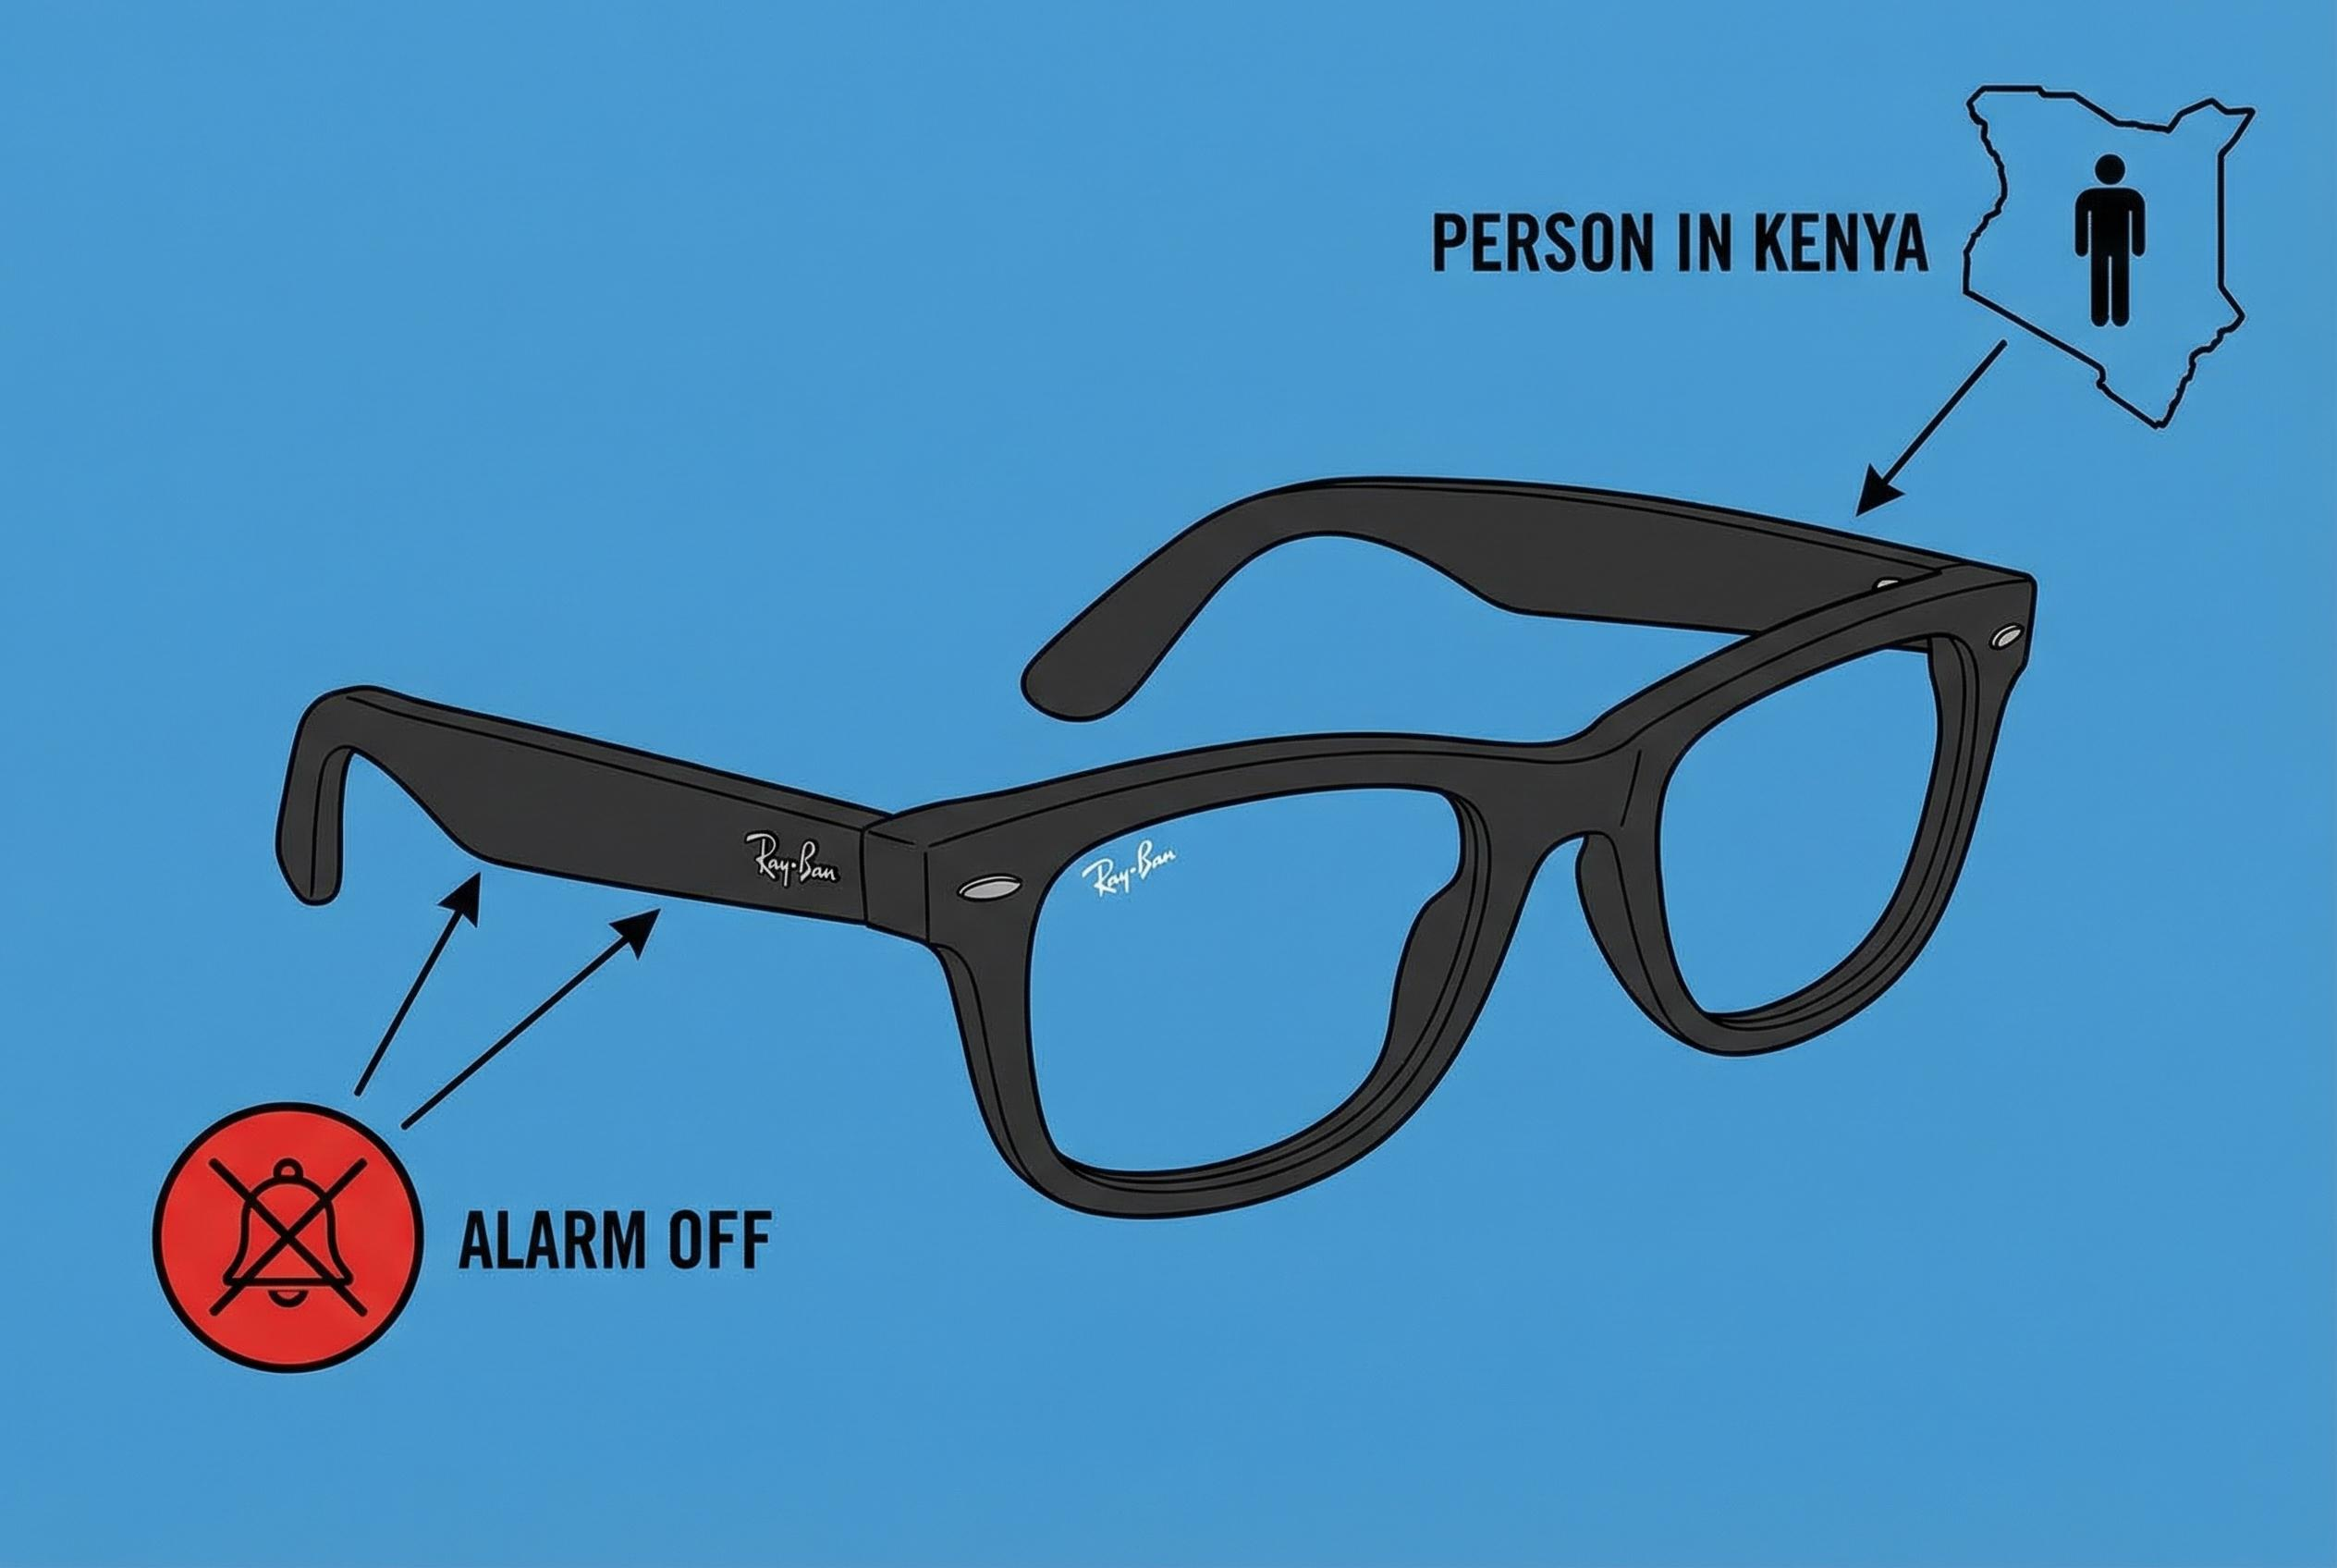 PERSON IN KENYA
Ray-Ban
Ray-Ban
ALARM OFF